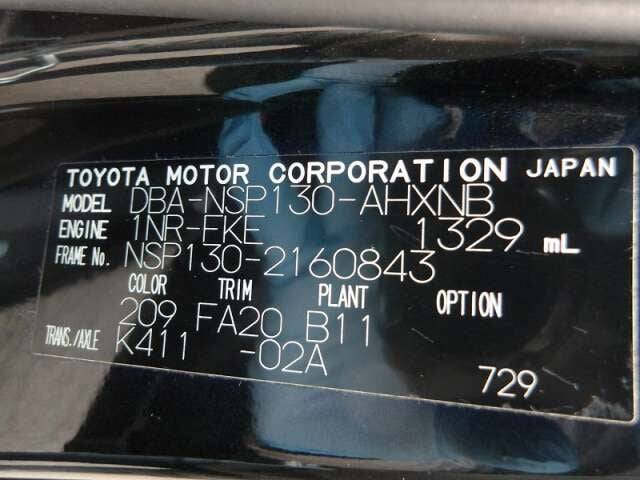 TOYOTA MOTOR CORPORATION JAPAN
MODEL DBA-NSP130-AHXNB
ENGINE 1NR-FKE 1329 mL
FRAME No. NSP130-2160843
COLOR TRIM PLANT OPTION
209 FA20 B11
TRANS./AXLE K411 -02A
729